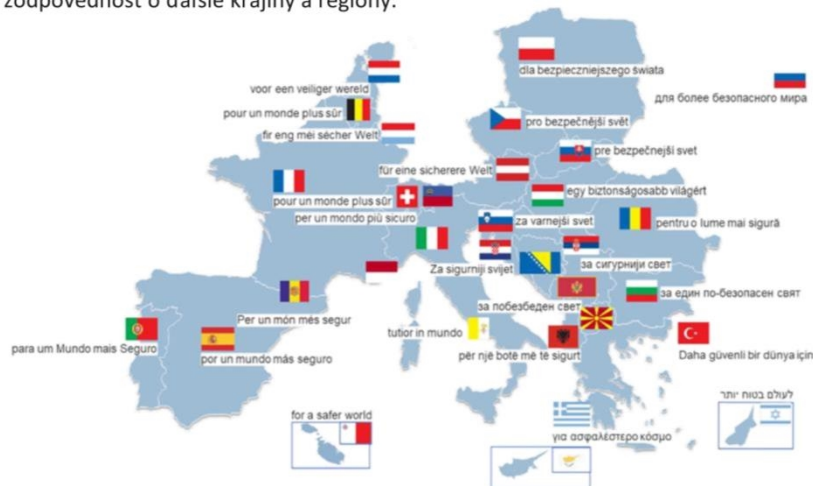 zodpovednosť o ďalšie krajiny a regióny.
dla bezpieczniejszego świata
voor een veiliger wereld
для более безопасного мира
pour un monde plus sûr
pro bezpečnější svět
fir eng méi sécher Welt
pre bezpečnejší svet
für eine sicherere Welt
egy biztonságosabb világért
pour un monde plus sûr
per un mondo più sicuro
za varnejši svet
pentru o lume mai sigură
Za sigurniji svijet
за сигурнији свет
за един по-безопасен свят
за побезбеден свет
Per un món més segur
tutior in mundo
para um Mundo mais Seguro
por un mundo más seguro
për një botë më të sigurt
Daha güvenli bir dünya için
לעולם בטוח יותר
for a safer world
για ασφαλέστερο κόσμο